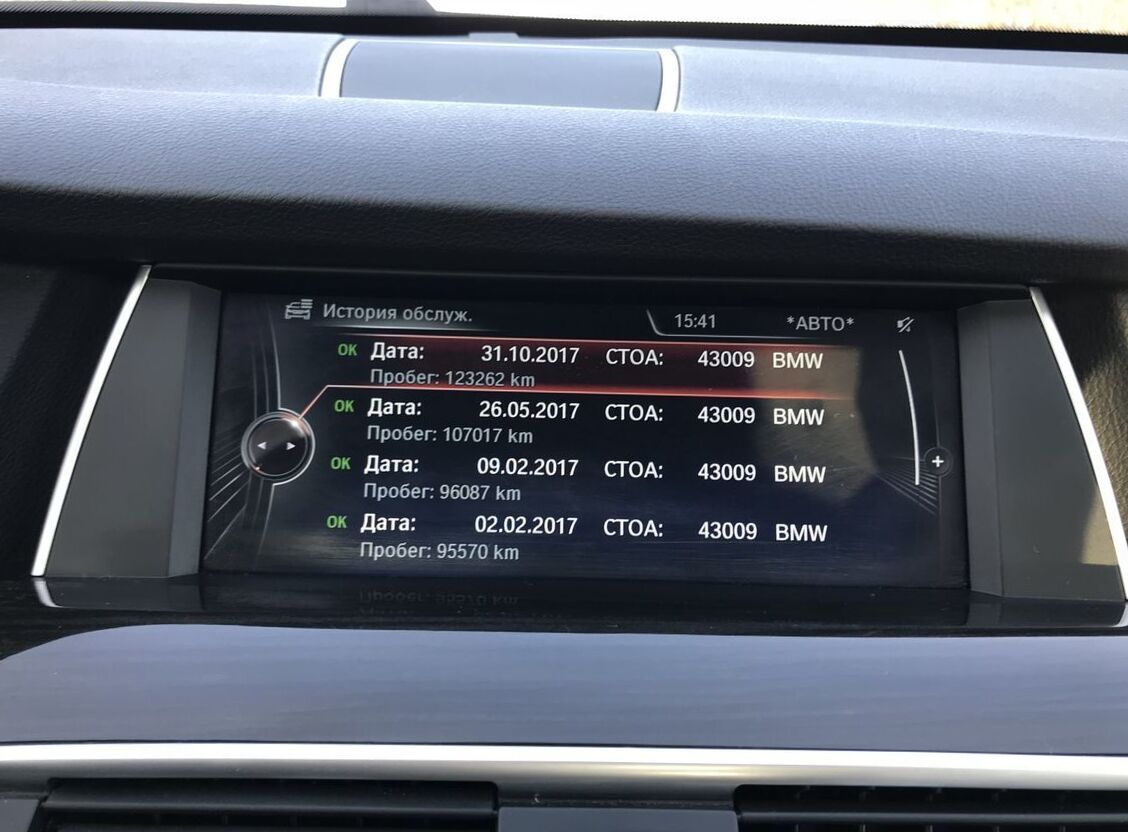 История обслуж. 15:41 *АВТО*
OK Дата: 31.10.2017 СТОА: 43009 BMW
Пробег: 123262 km
OK Дата: 26.05.2017 СТОА: 43009 BMW
Пробег: 107017 km
OK Дата: 09.02.2017 СТОА: 43009 BMW
Пробег: 96087 km
OK Дата: 02.02.2017 СТОА: 43009 BMW
Пробег: 95570 km